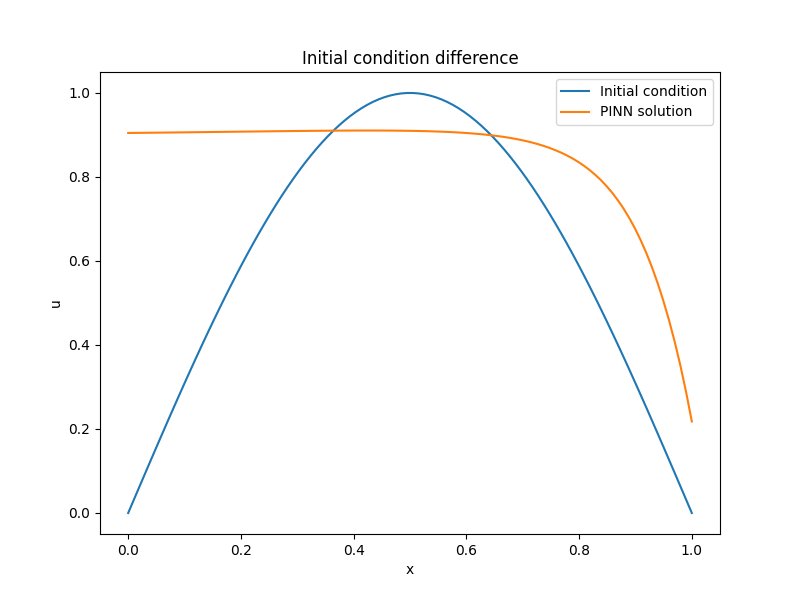 Initial condition difference
Initial condition
PINN solution
1.0
0.8
0.6
0.4
0.2
0.0
u
0.0 0.2 0.4 0.6 0.8 1.0
x